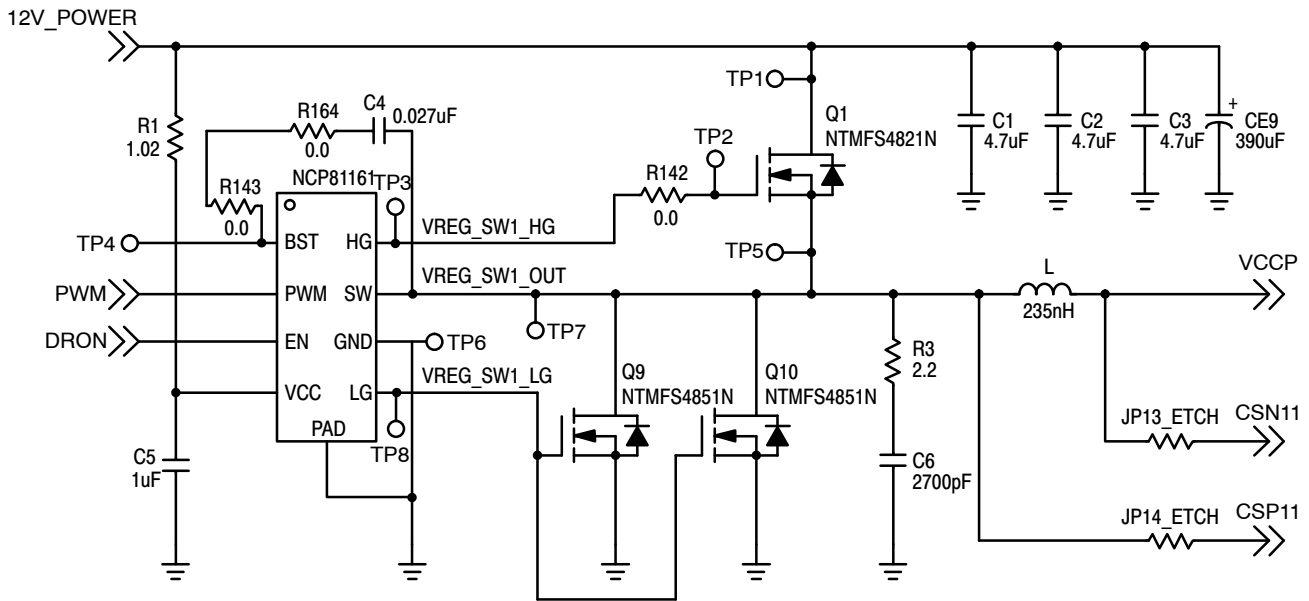 12V_POWER
TP1
R164
0.0
C4
0.027uF
R1
1.02
Q1
NTMFS4821N
C1
4.7uF
C2
4.7uF
C3
4.7uF
+
CE9
390uF
TP2
R143
0.0
NCP81161
TP3
R142
0.0
TP4
BST
HG
VREG_SW1_HG
TP5
PWM
PWM
SW
VREG_SW1_OUT
L
235nH
VCCP
TP7
DRON
EN
GND
TP6
R3
2.2
VCC
LG
VREG_SW1_LG
Q9
NTMFS4851N
Q10
NTMFS4851N
PAD
TP8
JP13_ETCH
CSN11
C5
1uF
C6
2700pF
JP14_ETCH
CSP11